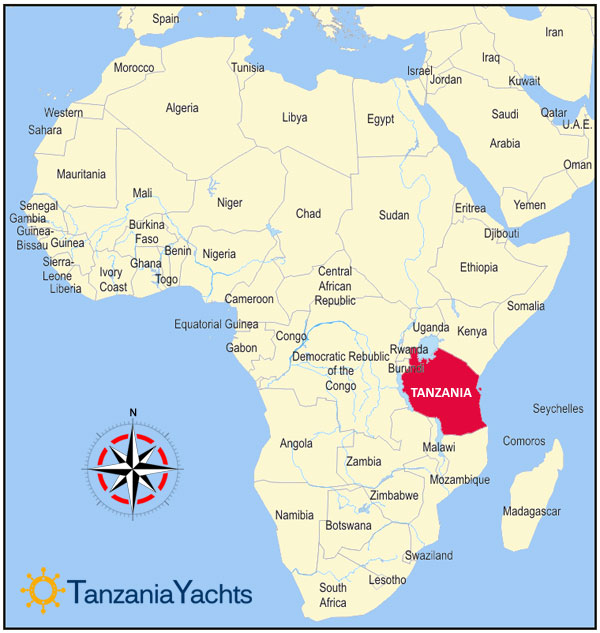 Spain
Iran
Morocco
Tunisia
Israel
Iraq
Jordan
Kuwait
Algeria
Libya
Egypt
Western
Sahara
Saudi
Arabia
Qatar
U.A.E.
Oman
Mauritania
Mali
Niger
Chad
Sudan
Eritrea
Yemen
Senegal
Gambia
Guinea-
Bissau
Guinea
Burkina
Faso
Benin
Nigeria
Djibouti
Sierra-
Leone
Liberia
Ivory
Coast
Ghana
Togo
Central
African
Republic
Ethiopia
Cameroon
Somalia
Equatorial Guinea
Gabon
Congo
Uganda
Kenya
Democratic Republic
of the
Congo
Rwanda
Burundi
TANZANIA
Seychelles
N
Angola
Zambia
Malawi
Comoros
Mozambique
Zimbabwe
Madagascar
Namibia
Botswana
Swaziland
Lesotho
South
Africa
TanzaniaYachts